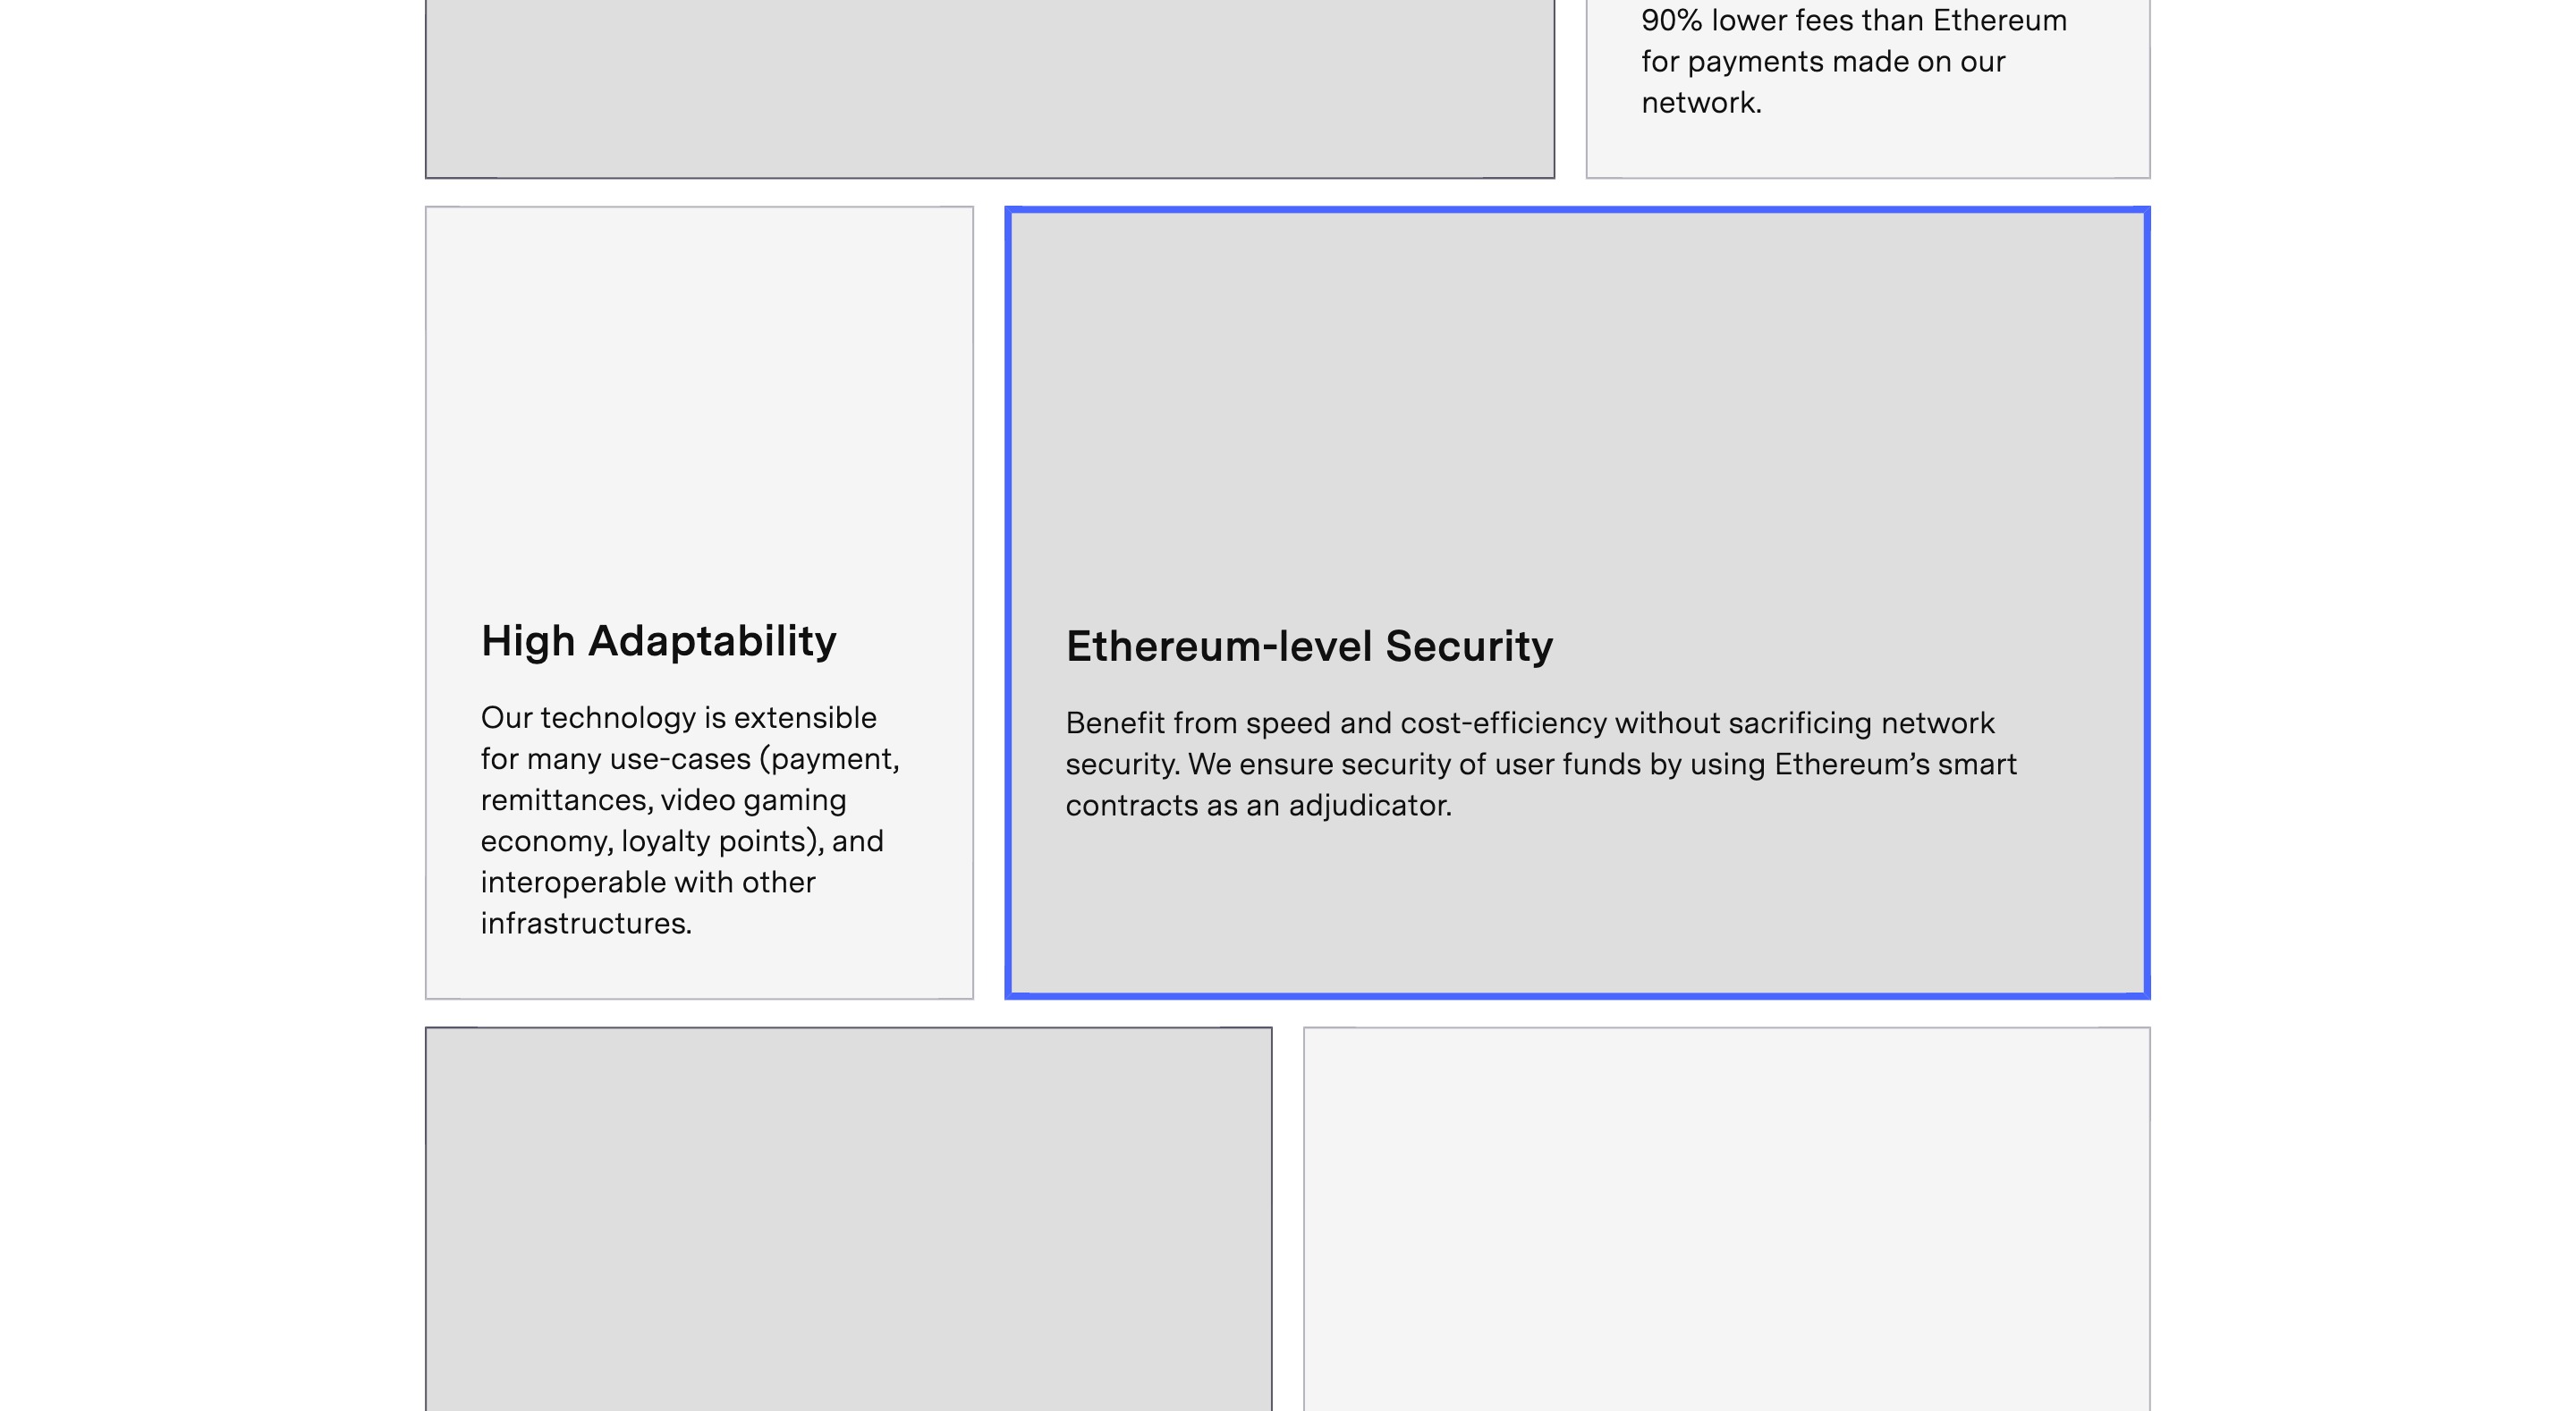 90% lower fees than Ethereum
for payments made on our
network.
High Adaptability
Our technology is extensible
for many use-cases (payment,
remittances, video gaming
economy, loyalty points), and
interoperable with other
infrastructures.
Ethereum-level Security
Benefit from speed and cost-efficiency without sacrificing network
security. We ensure security of user funds by using Ethereum’s smart
contracts as an adjudicator.